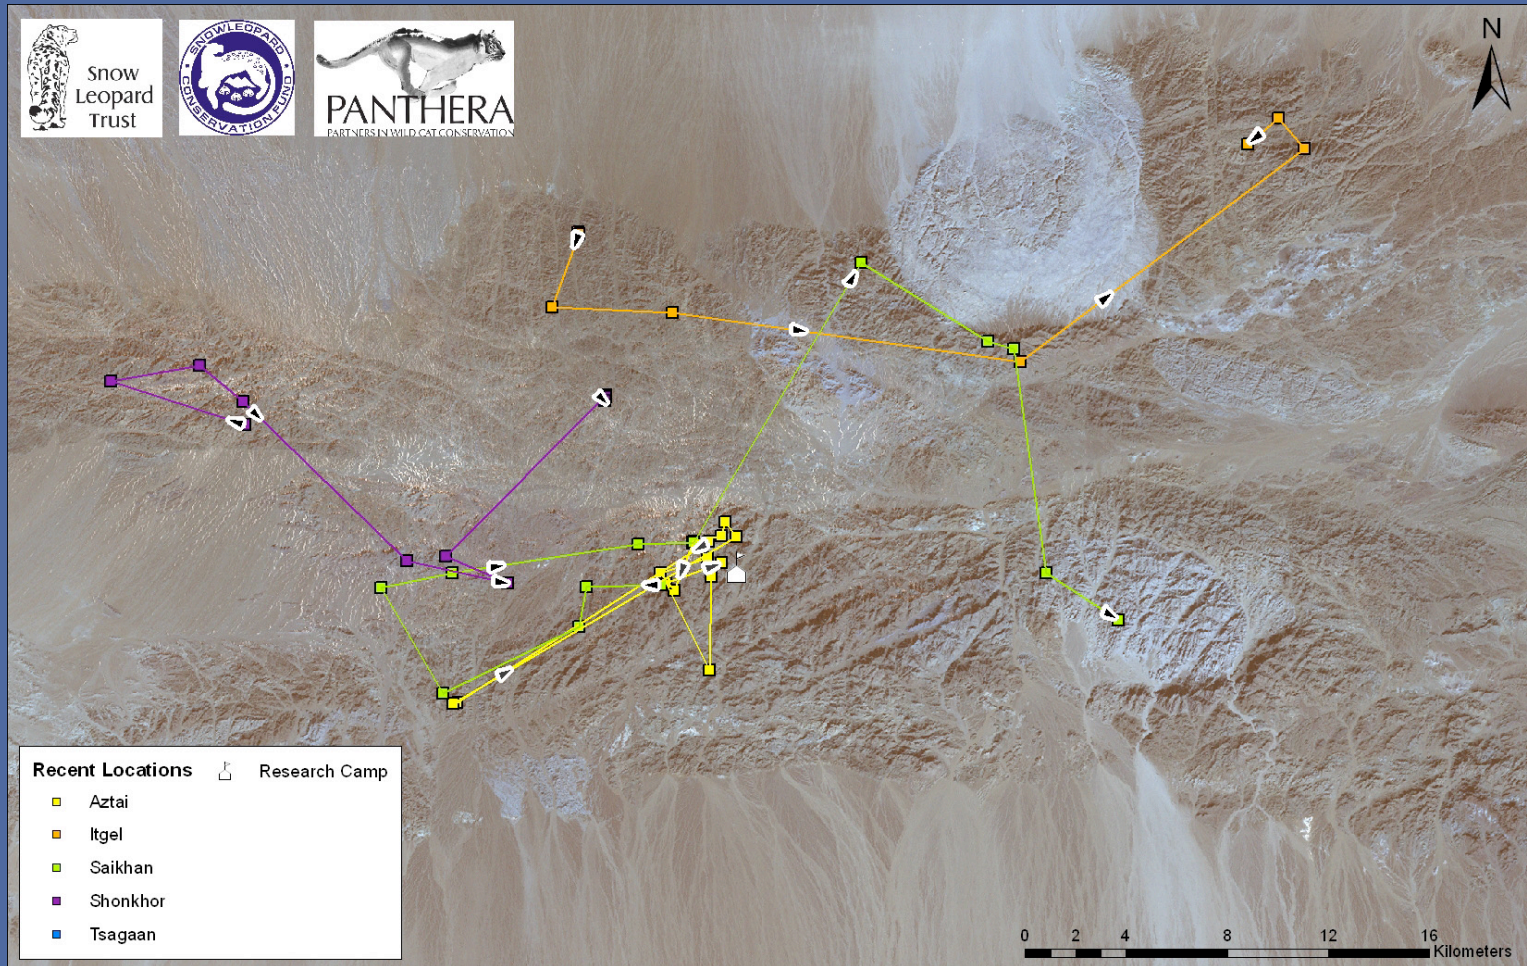 Snow
Leopard
Trust
SNOW LEOPARD
CONSERVATION FUND
PANTHERA
PARTNERS IN WILD CAT CONSERVATION
N
Recent Locations
Research Camp
Aztai
Itgel
Saikhan
Shonkhor
Tsagaan
0 2 4 8 12 16
Kilometers